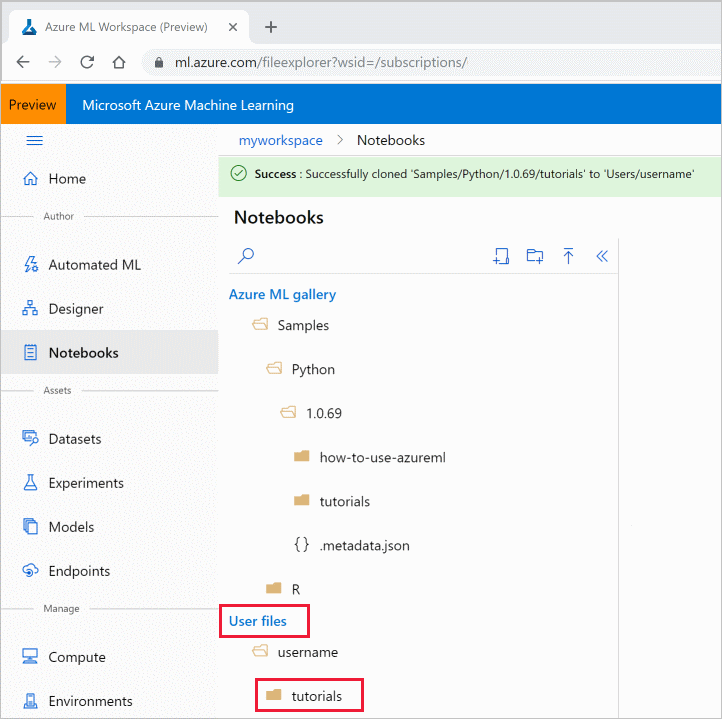 Azure ML Workspace (Preview)
ml.azure.com/fileexplorer?wsid=/subscriptions/
Preview
Microsoft Azure Machine Learning
myworkspace > Notebooks
Home
Author
Automated ML
Designer
Notebooks
Assets
Datasets
Experiments
Models
Endpoints
Manage
Compute
Environments
Success : Successfully cloned 'Samples/Python/1.0.69/tutorials' to 'Users/username'
Notebooks
Azure ML gallery
Samples
Python
1.0.69
how-to-use-azureml
tutorials
{} .metadata.json
R
User files
username
tutorials